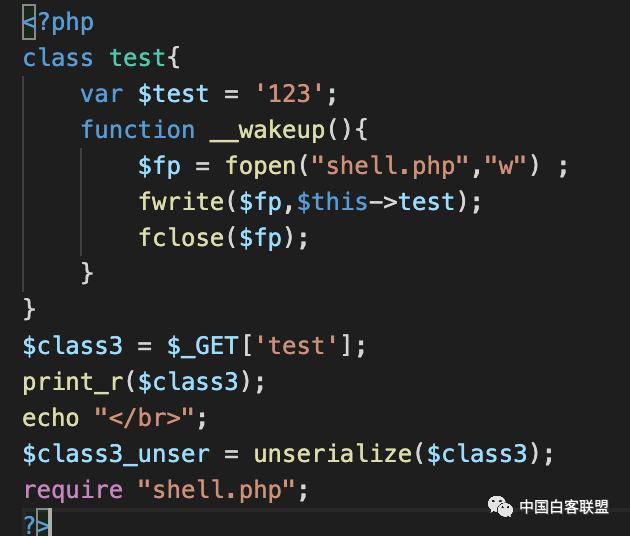 <?php
class test{
    var $test = '123';
    function __wakeup(){
        $fp = fopen("shell.php","w") ;
        fwrite($fp,$this->test);
        fclose($fp);
    }
}
$class3 = $_GET['test'];
print_r($class3);
echo "</br>";
$class3_unser = unserialize($class3);
require "shell.php";
?>
中国白客联盟